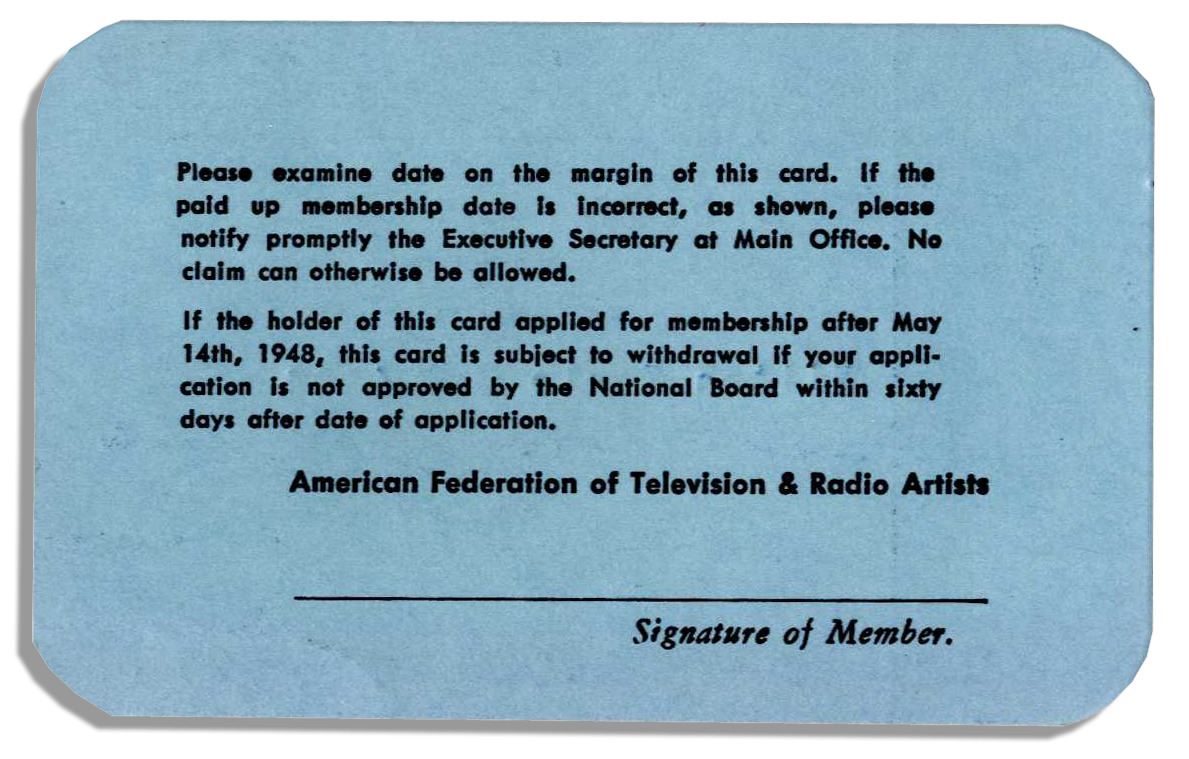 Please examine date on the margin of this card. If the
paid up membership date is incorrect, as shown, please
notify promptly the Executive Secretary at Main Office. No
claim can otherwise be allowed.
If the holder of this card applied for membership after May
14th, 1948, this card is subject to withdrawal if your appli-
cation is not approved by the National Board within sixty
days after date of application.
American Federation of Television & Radio Artists
Signature of Member.